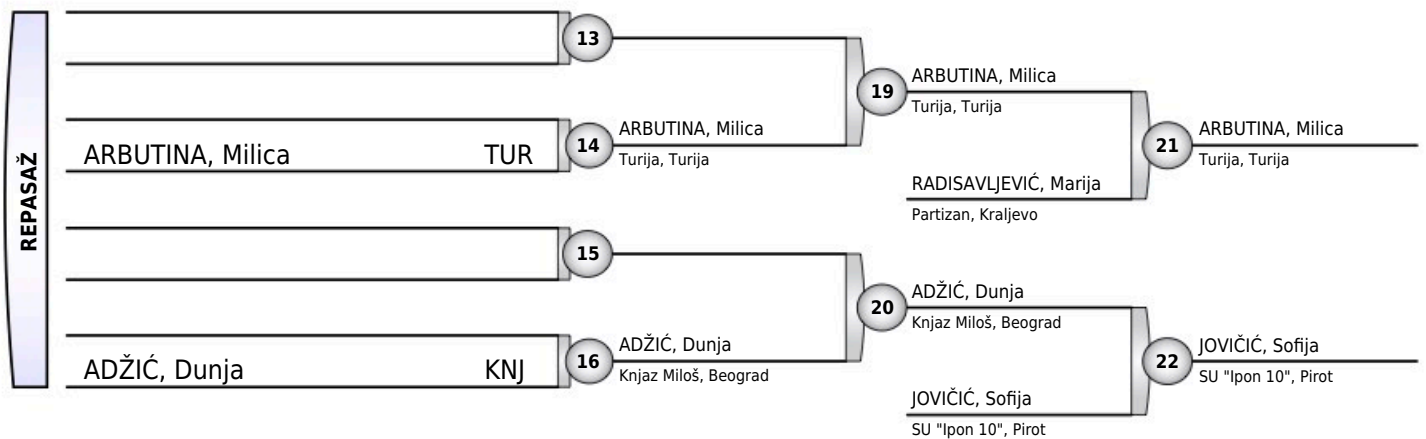 REPASAŽ
13
ARBUTINA, Milica TUR
14
ARBUTINA, Milica
Turija, Turija
19
ARBUTINA, Milica
Turija, Turija
RADISAVLJEVIĆ, Marija
Partizan, Kraljevo
21
ARBUTINA, Milica
Turija, Turija
15
ADŽIĆ, Dunja KNJ
16
ADŽIĆ, Dunja
Knjaz Miloš, Beograd
20
ADŽIĆ, Dunja
Knjaz Miloš, Beograd
JOVIČIĆ, Sofija
SU "Ipon 10", Pirot
22
JOVIČIĆ, Sofija
SU "Ipon 10", Pirot